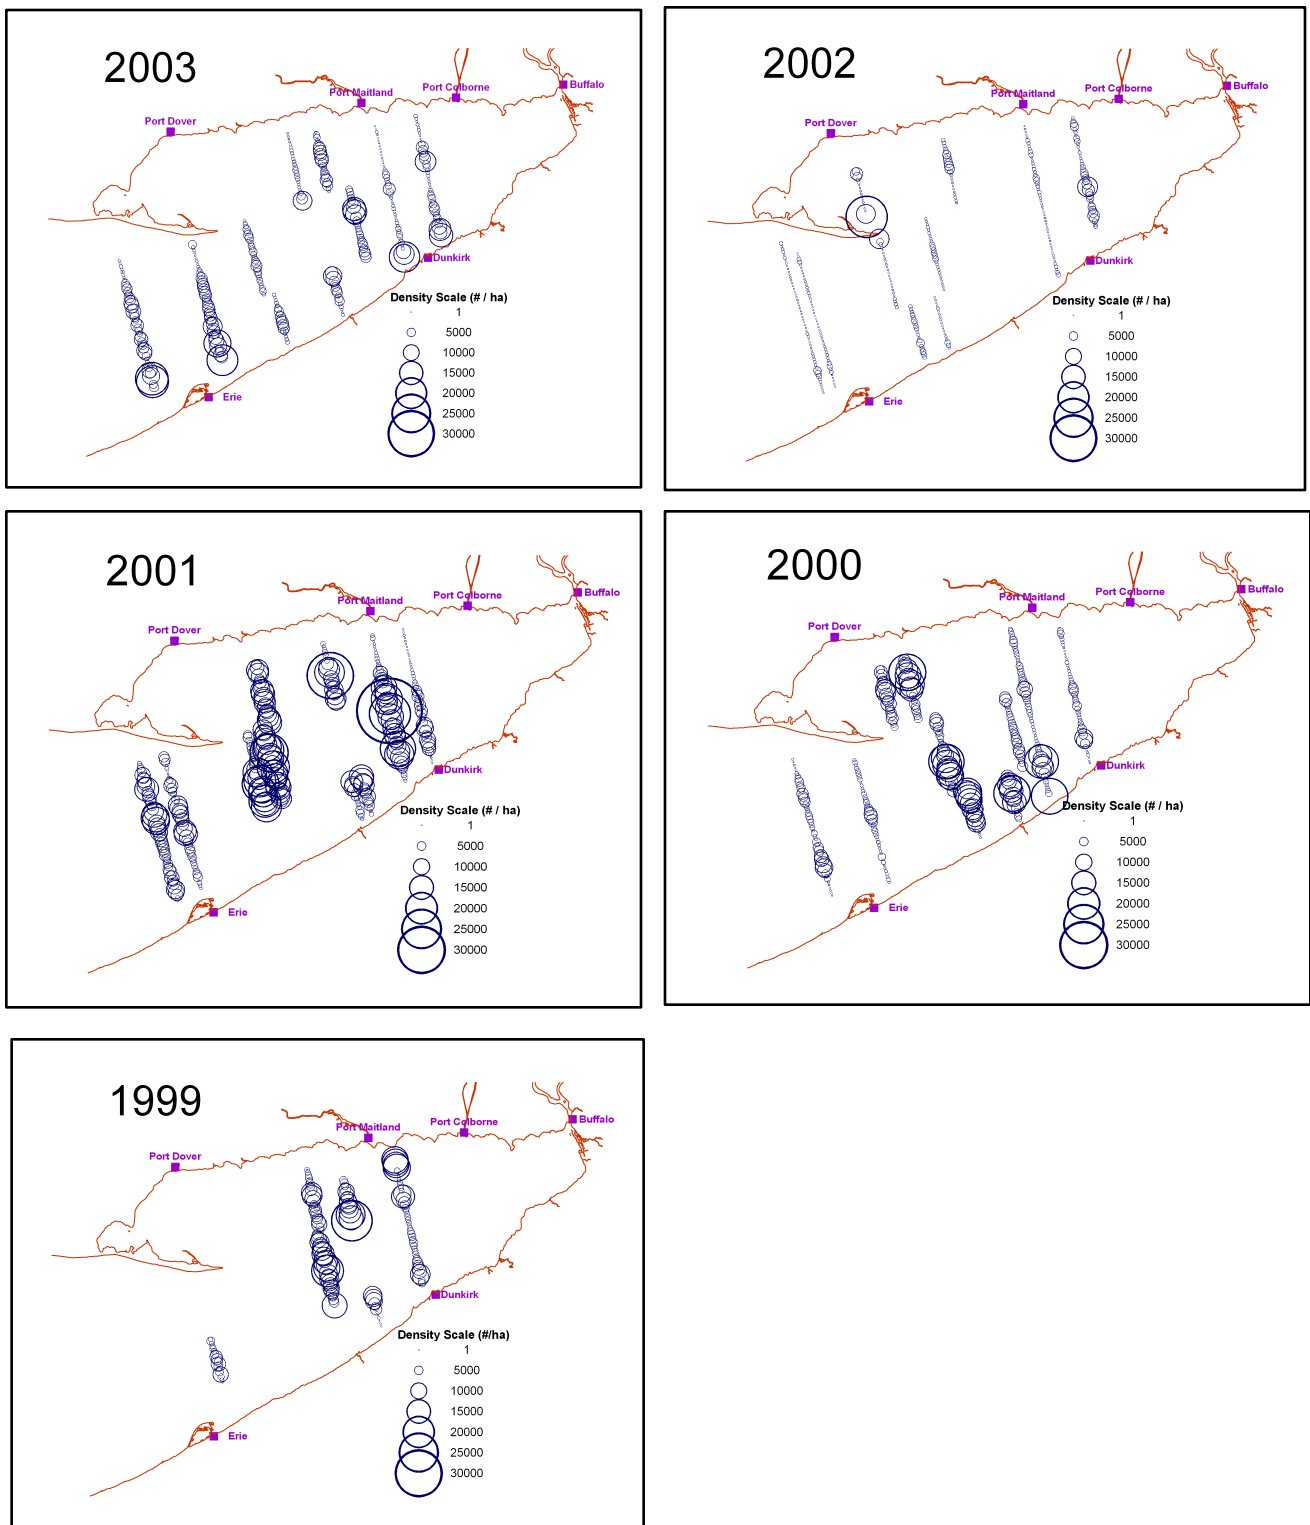 2003
Port Maitland
Port Colborne
Buffalo
Port Dover
Dunkirk
Density Scale (# / ha)
1
5000
10000
15000
20000
25000
30000
Erie
2002
Port Maitland
Port Colborne
Buffalo
Port Dover
Dunkirk
Density Scale (# / ha)
1
5000
10000
15000
20000
25000
30000
Erie
2001
Port Maitland
Port Colborne
Buffalo
Port Dover
Dunkirk
Density Scale (# / ha)
1
5000
10000
15000
20000
25000
30000
Erie
2000
Port Maitland
Port Colborne
Buffalo
Port Dover
Dunkirk
Density Scale (# / ha)
1
5000
10000
15000
20000
25000
30000
Erie
1999
Port Maitland
Port Colborne
Buffalo
Port Dover
Dunkirk
Density Scale (#/ha)
1
5000
10000
15000
20000
25000
30000
Erie